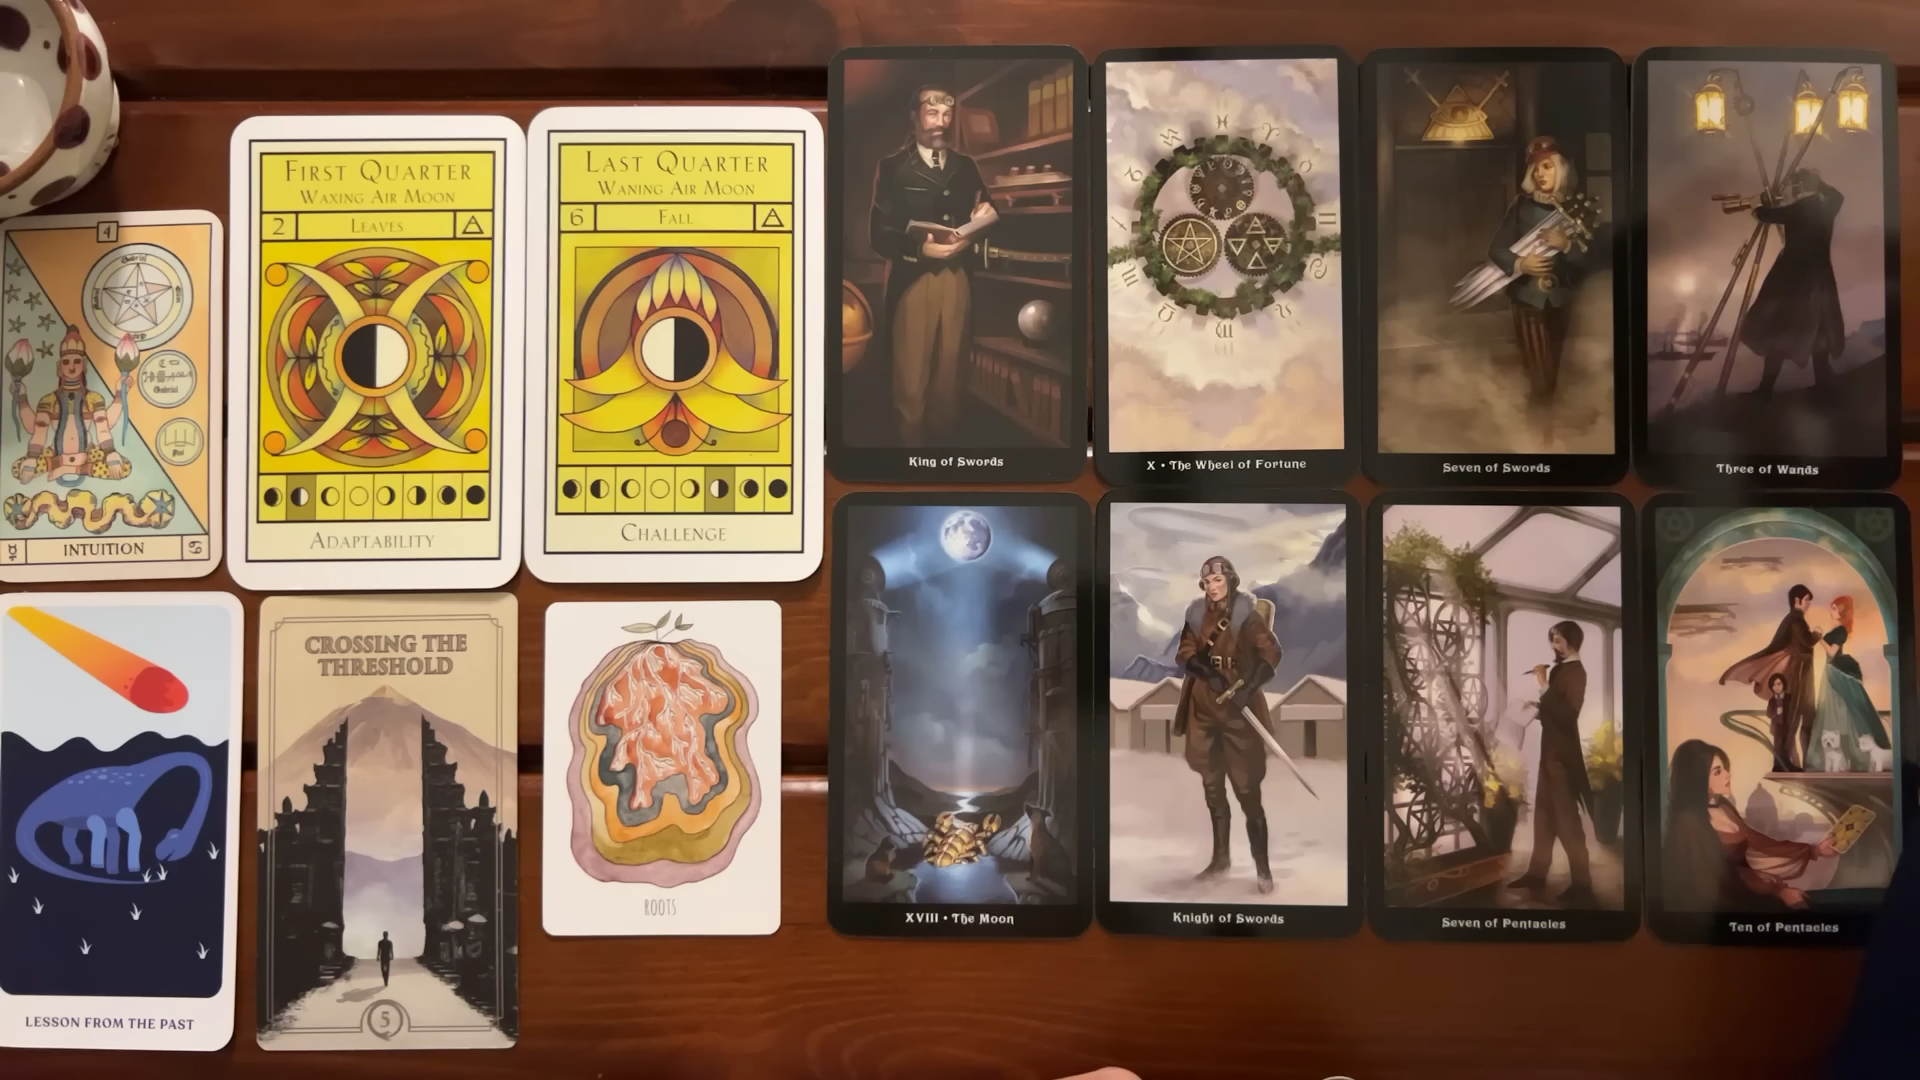 4
INTUITION
FIRST QUARTER
WAXING AIR MOON
2
LEAVES
ADAPTABILITY
LAST QUARTER
WANING AIR MOON
6
FALL
CHALLENGE
King of Swords
X • The Wheel of Fortune
Seven of Swords
Three of Wands
LESSON FROM THE PAST
CROSSING THE
THRESHOLD
5
ROOTS
XVIII • The Moon
Knight of Swords
Seven of Pentacles
Ten of Pentacles